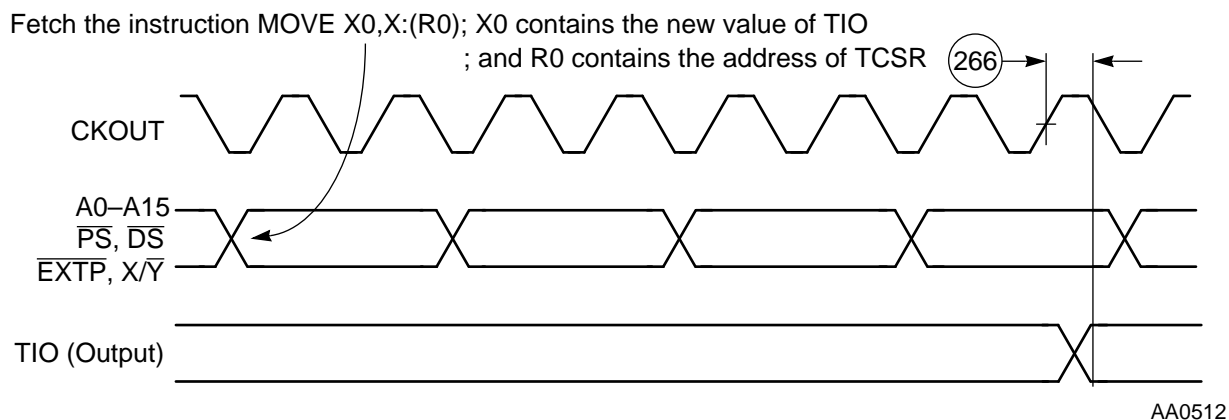 Fetch the instruction MOVE X0,X:(R0); X0 contains the new value of TIO
; and R0 contains the address of TCSR
266
CKOUT
A0–A15
PS, DS
EXTP, X/Y
TIO (Output)
AA0512